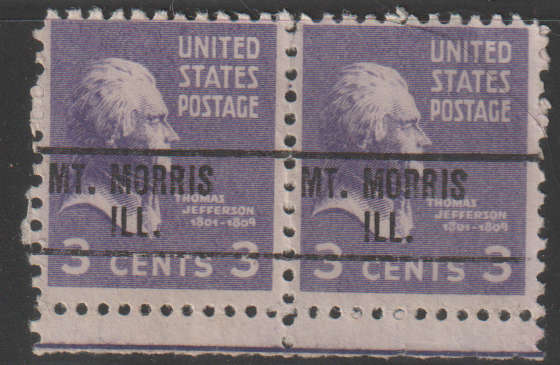 UNITED
STATES
POSTAGE
MT. MORRIS
ILL.
THOMAS
JEFFERSON
1801-1809
3 CENTS 3
UNITED
STATES
POSTAGE
MT. MORRIS
ILL.
THOMAS
JEFFERSON
1801-1809
3 CENTS 3